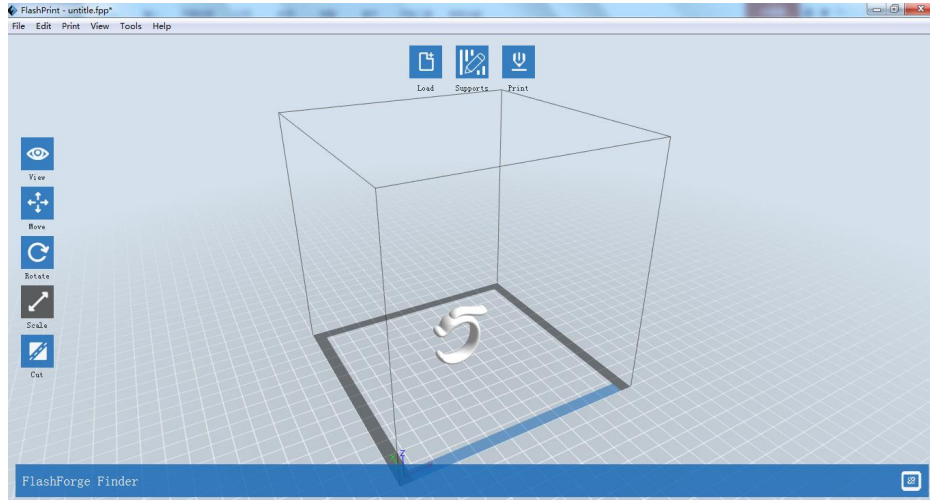 FlashPrint - untitle.fpp*
File Edit Print View Tools Help
Load Supports Print
View
Move
Rotate
Scale
Cut
Z
FlashForge Finder